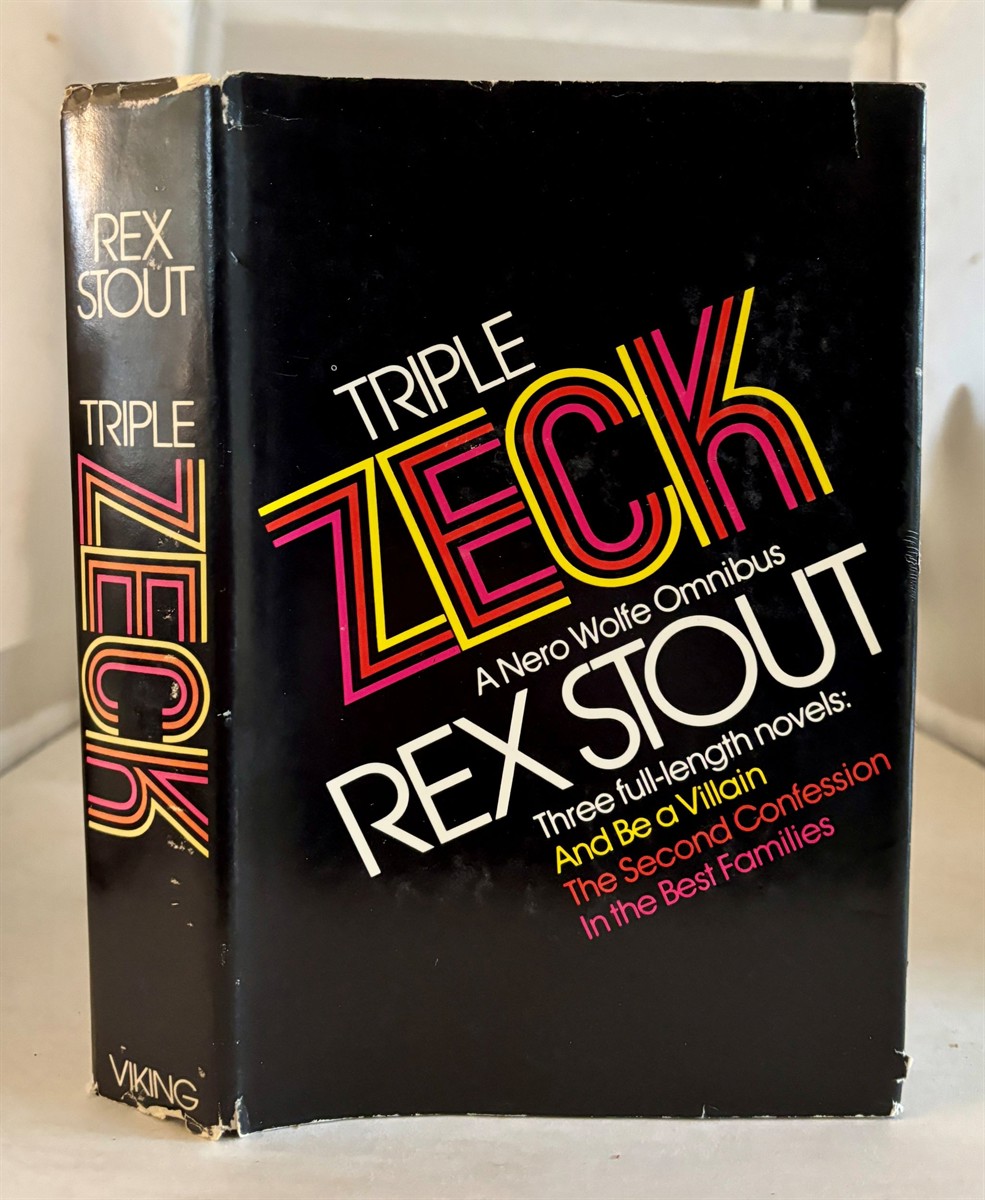 REX
STOUT
TRIPLE
ZECK
VIKING
TRIPLE
ZECK
A Nero Wolfe Omnibus
REX STOUT
Three full-length novels:
And Be a Villain
The Second Confession
In the Best Families